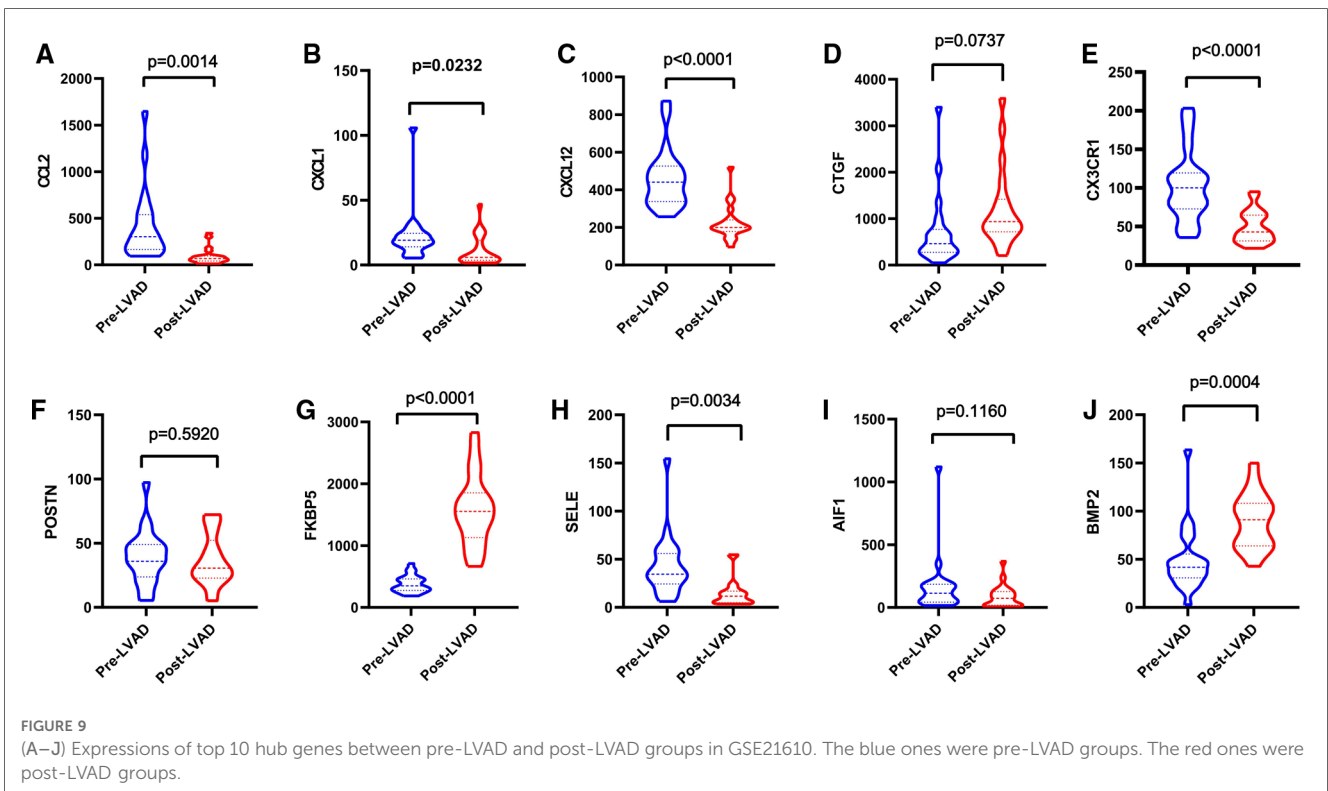 A
p=0.0014
CCL2
2000
1500
1000
500
0
Pre-LVAD
Post-LVAD
B
p=0.0232
CXCL1
150
100
50
0
Pre-LVAD
Post-LVAD
C
p<0.0001
CXCL12
1000
800
600
400
200
0
Pre-LVAD
Post-LVAD
D
p=0.0737
CTGF
4000
3000
2000
1000
0
Pre-LVAD
Post-LVAD
E
p<0.0001
CX3CR1
250
200
150
100
50
0
Pre-LVAD
Post-LVAD
F
p=0.5920
POSTN
150
100
50
0
Pre-LVAD
Post-LVAD
G
p<0.0001
FKBP5
3000
2000
1000
0
Pre-LVAD
Post-LVAD
H
p=0.0034
SELE
200
150
100
50
0
Pre-LVAD
Post-LVAD
I
p=0.1160
AIF1
1500
1000
500
0
Pre-LVAD
Post-LVAD
J
p=0.0004
BMP2
200
150
100
50
0
Pre-LVAD
Post-LVAD
FIGURE 9
(A–J) Expressions of top 10 hub genes between pre-LVAD and post-LVAD groups in GSE21610. The blue ones were pre-LVAD groups. The red ones were
post-LVAD groups.